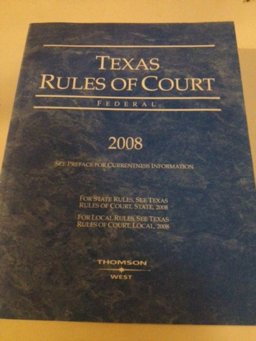 TEXAS
RULES OF COURT
FEDERAL
2008
SEE PREFACE FOR CURRENTNESS INFORMATION
FOR STATE RULES, SEE TEXAS
RULES OF COURT, STATE, 2008
FOR LOCAL RULES, SEE TEXAS
RULES OF COURT, LOCAL, 2008
THOMSON
WEST